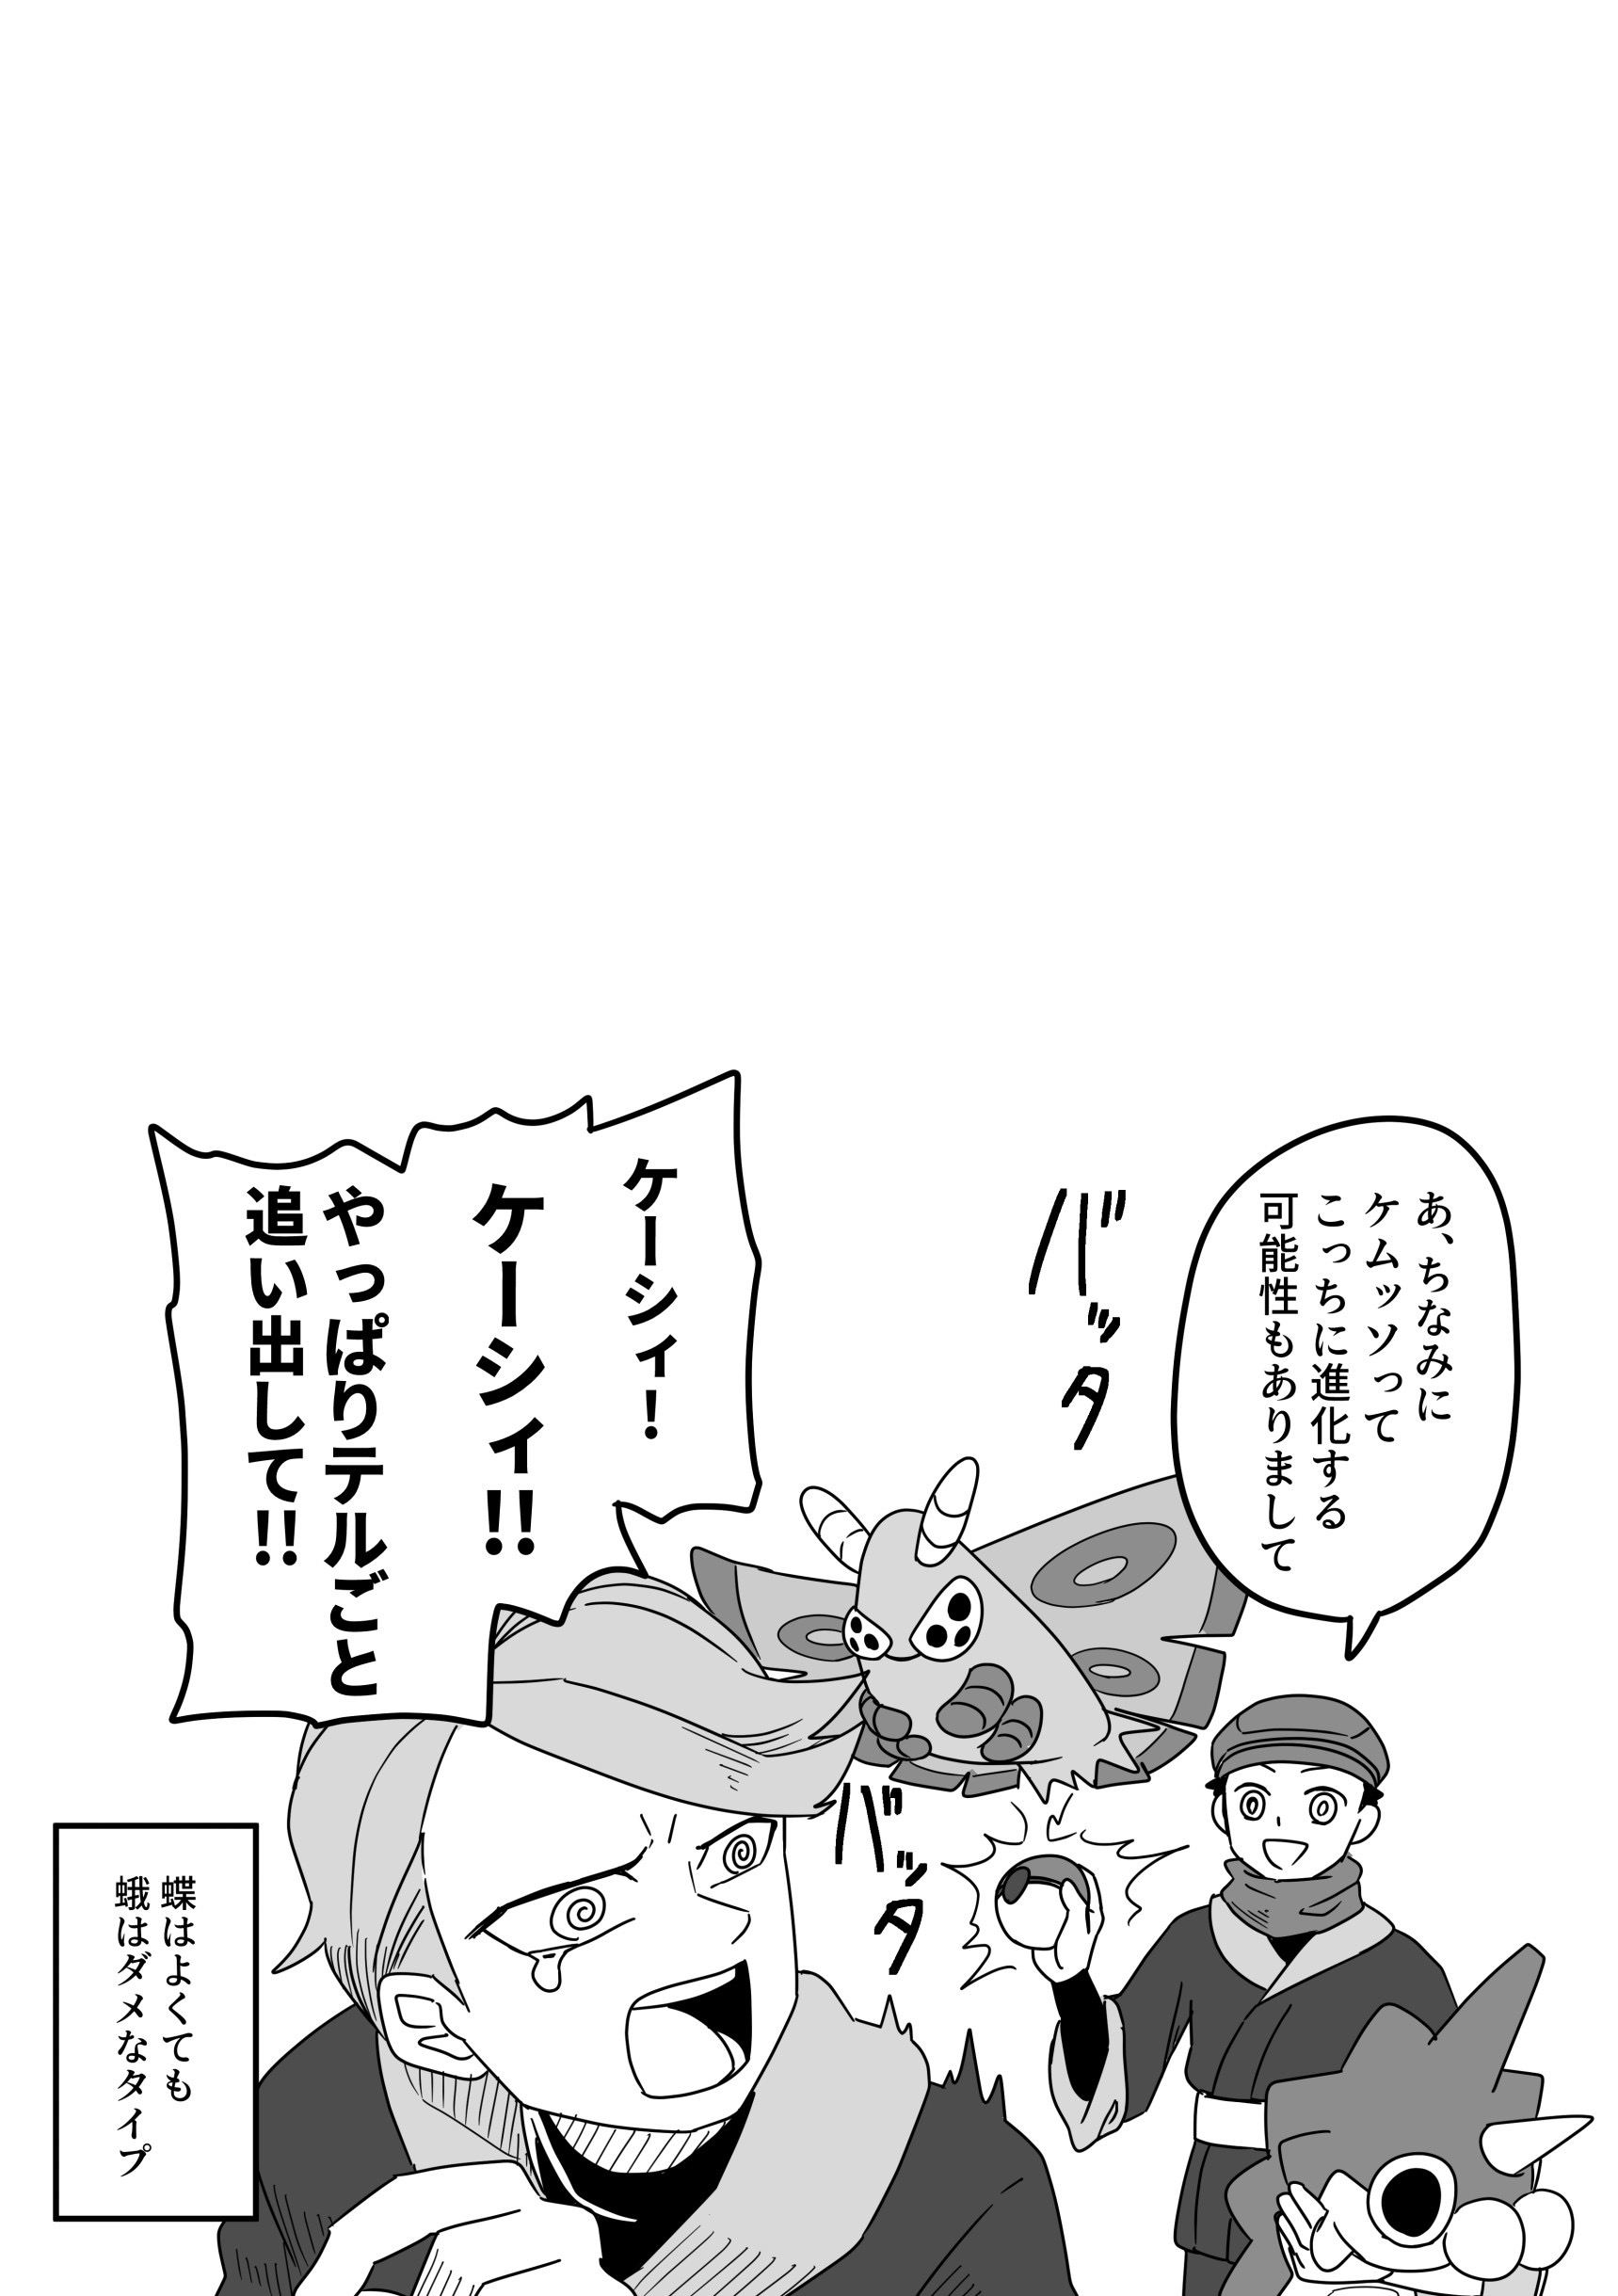 あ、ちなみに
ケムッソって
こっちに進化する
可能性もありまして
バッタ
ケーシィ！
ケーシィ!!
やっぱりテルごと
追い出して!!
バッタ
蝶はよくても
蛾はダメなタイプ